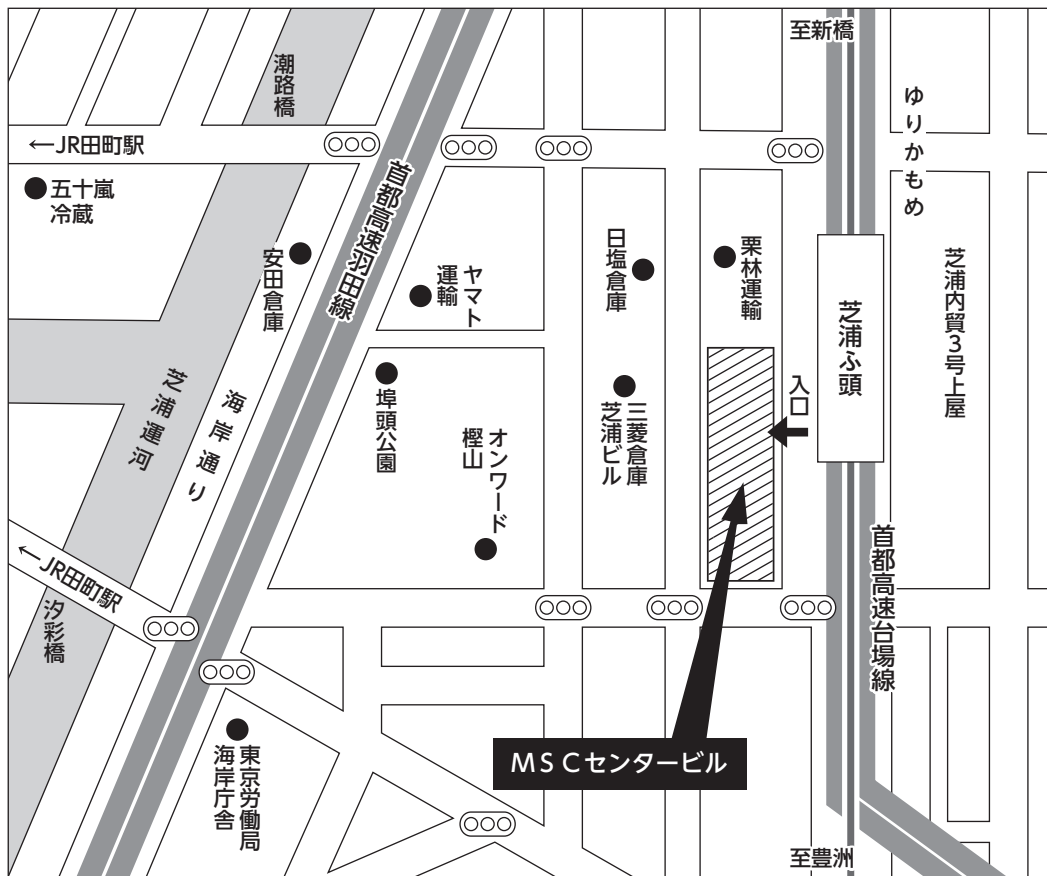 至新橋
潮路橋
←JR田町駅
ゆりかもめ
五十嵐
冷蔵
首都高速羽田線
安田倉庫
ヤマト
運輸
日塩倉庫
栗林運輸
芝浦ふ頭
芝浦内貿3号上屋
入口
芝浦運河
海岸通り
埠頭公園
オンワード
樫山
三菱倉庫
芝浦ビル
←JR田町駅
汐彩橋
首都高速台場線
東京労働局
海岸庁舎
MSCセンタービル
至豊洲